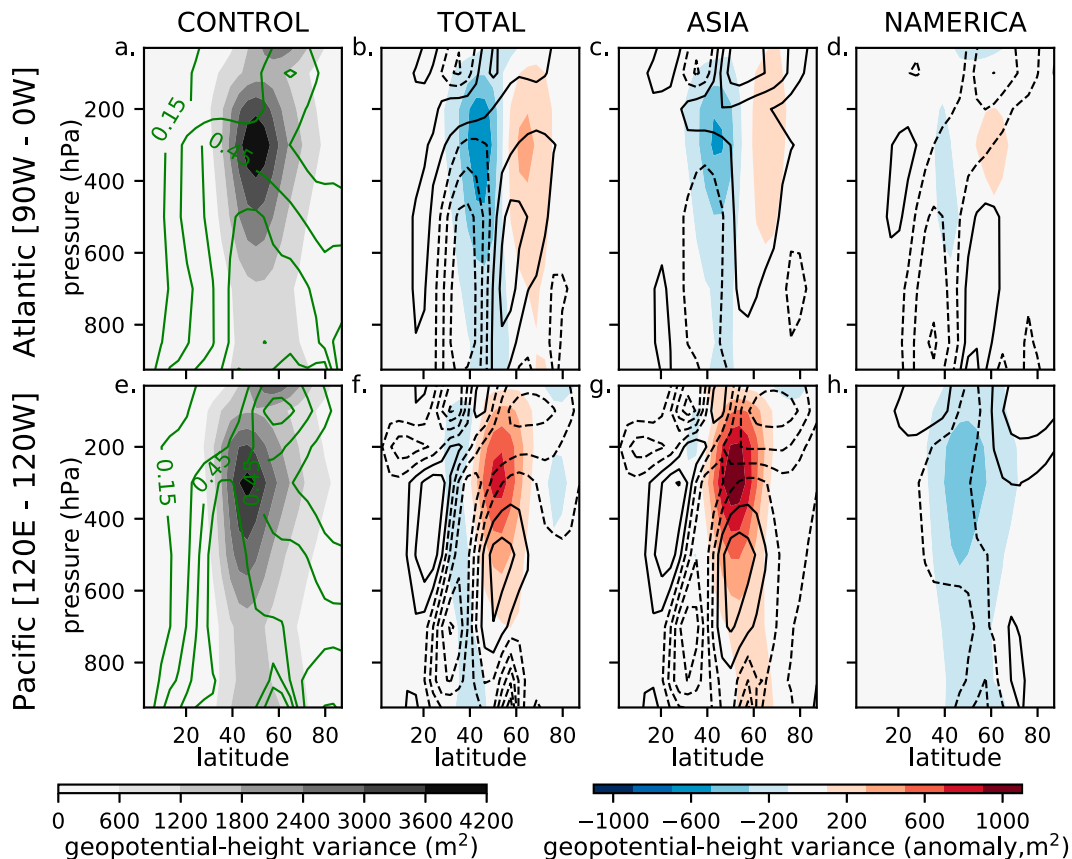 CONTROL TOTAL ASIA NAMERICA
a. b. c. d.
Atlantic [90W - 0W]
pressure (hPa)
200
400
600
800
0.15
0.45
e. f. g. h.
Pacific [120E - 120W]
pressure (hPa)
200
400
600
800
0.15
0.45
20 40 60 80 20 40 60 80 20 40 60 80 20 40 60 80
latitude latitude latitude latitude
0 600 1200 1800 2400 3000 3600 4200
geopotential-height variance (m²)
−1000 −600 −200 200 600 1000
geopotential-height variance (anomaly,m²)